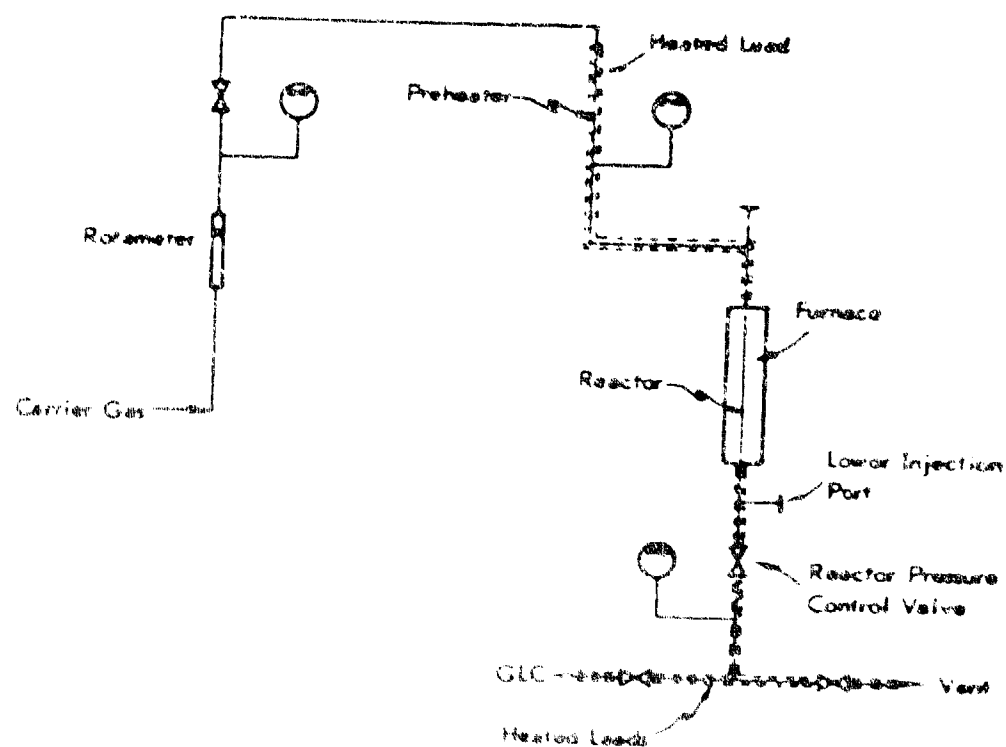 Heated Lead
Preheater
Rotameter
Furnace
Reactor
Carrier Gas
Lower Injection
Port
Reactor Pressure
Control Valve
GLC
Vent
Heated Leads